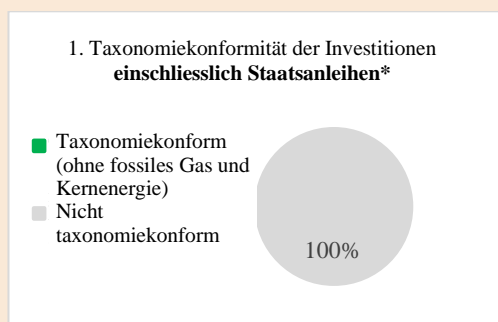 1. Taxonomiekonformität der Investitionen
einschliesslich Staatsanleihen*
Taxonomiekonform
(ohne fossiles Gas und
Kernenergie)
Nicht
taxonomiekonform
100%